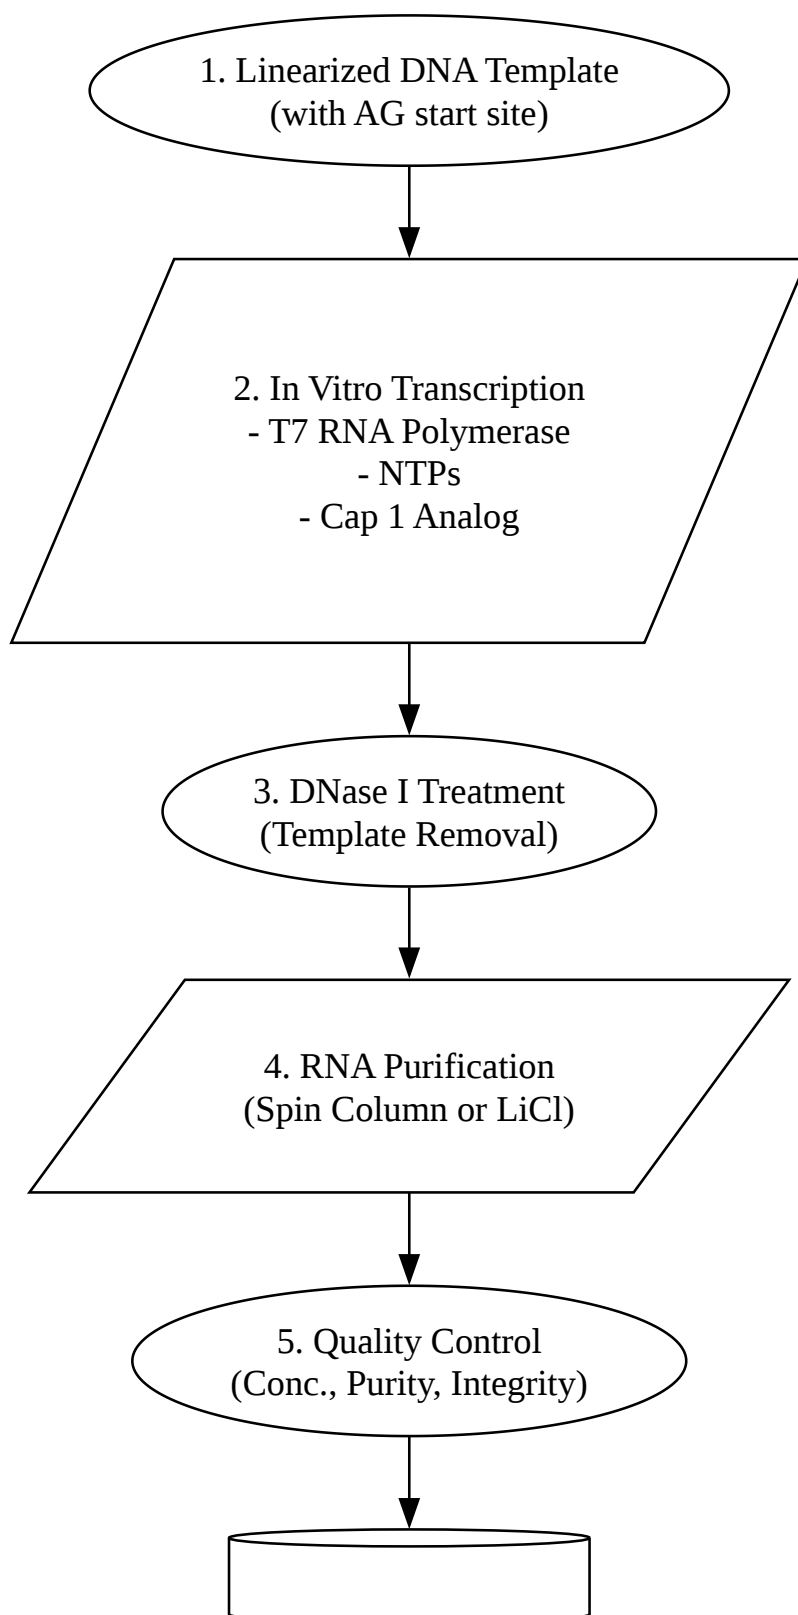 1. Linearized DNA Template
(with AG start site)
2. In Vitro Transcription
- T7 RNA Polymerase
- NTPs
- Cap 1 Analog
3. DNase I Treatment
(Template Removal)
4. RNA Purification
(Spin Column or LiCl)
5. Quality Control
(Conc., Purity, Integrity)